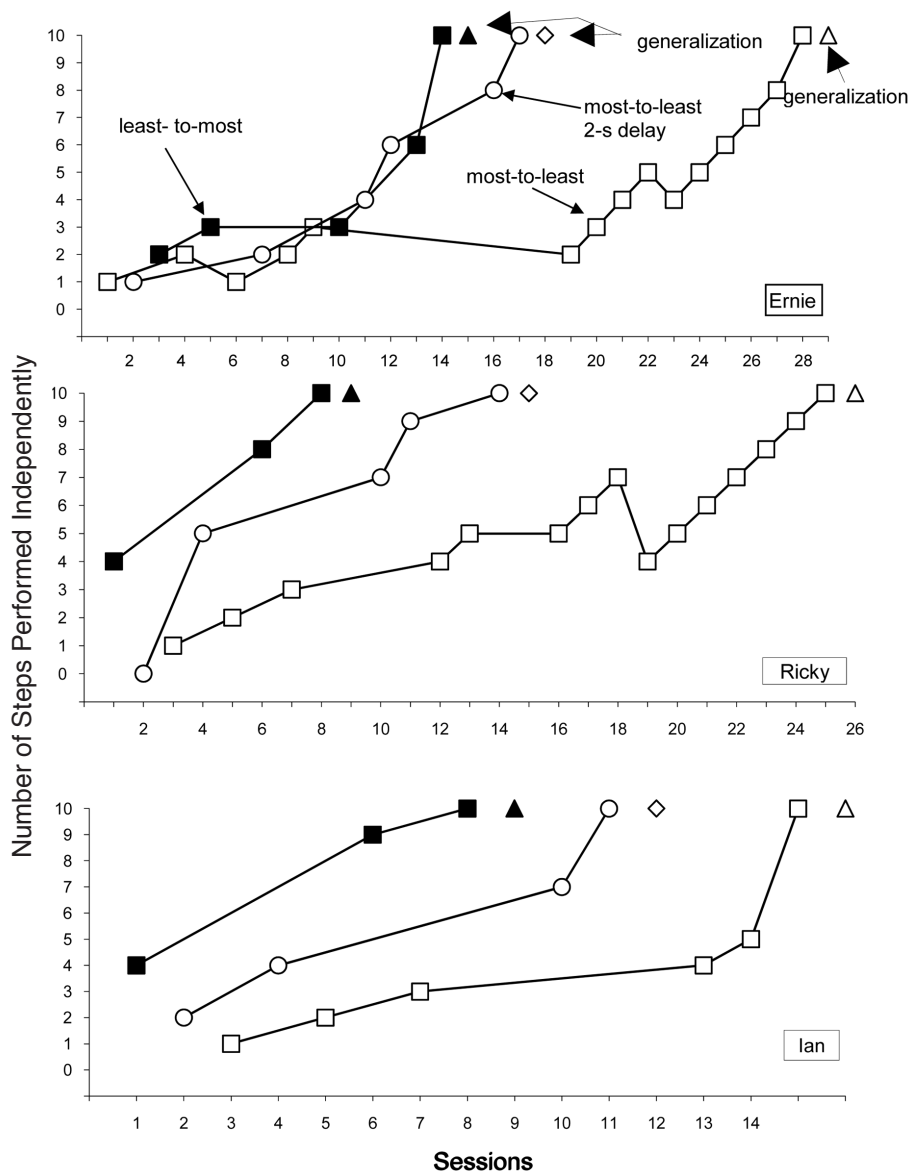 Number of Steps Performed Independently
10
9
8
7
6
5
4
3
2
1
0
generalization
generalization
least- to-most
most-to-least
2-s delay
most-to-least
Ernie
2 4 6 8 10 12 14 16 18 20 22 24 26 28
10
9
8
7
6
5
4
3
2
1
0
Ricky
2 4 6 8 10 12 14 16 18 20 22 24 26
10
9
8
7
6
5
4
3
2
1
0
Ian
1 2 3 4 5 6 7 8 9 10 11 12 13 14
Sessions